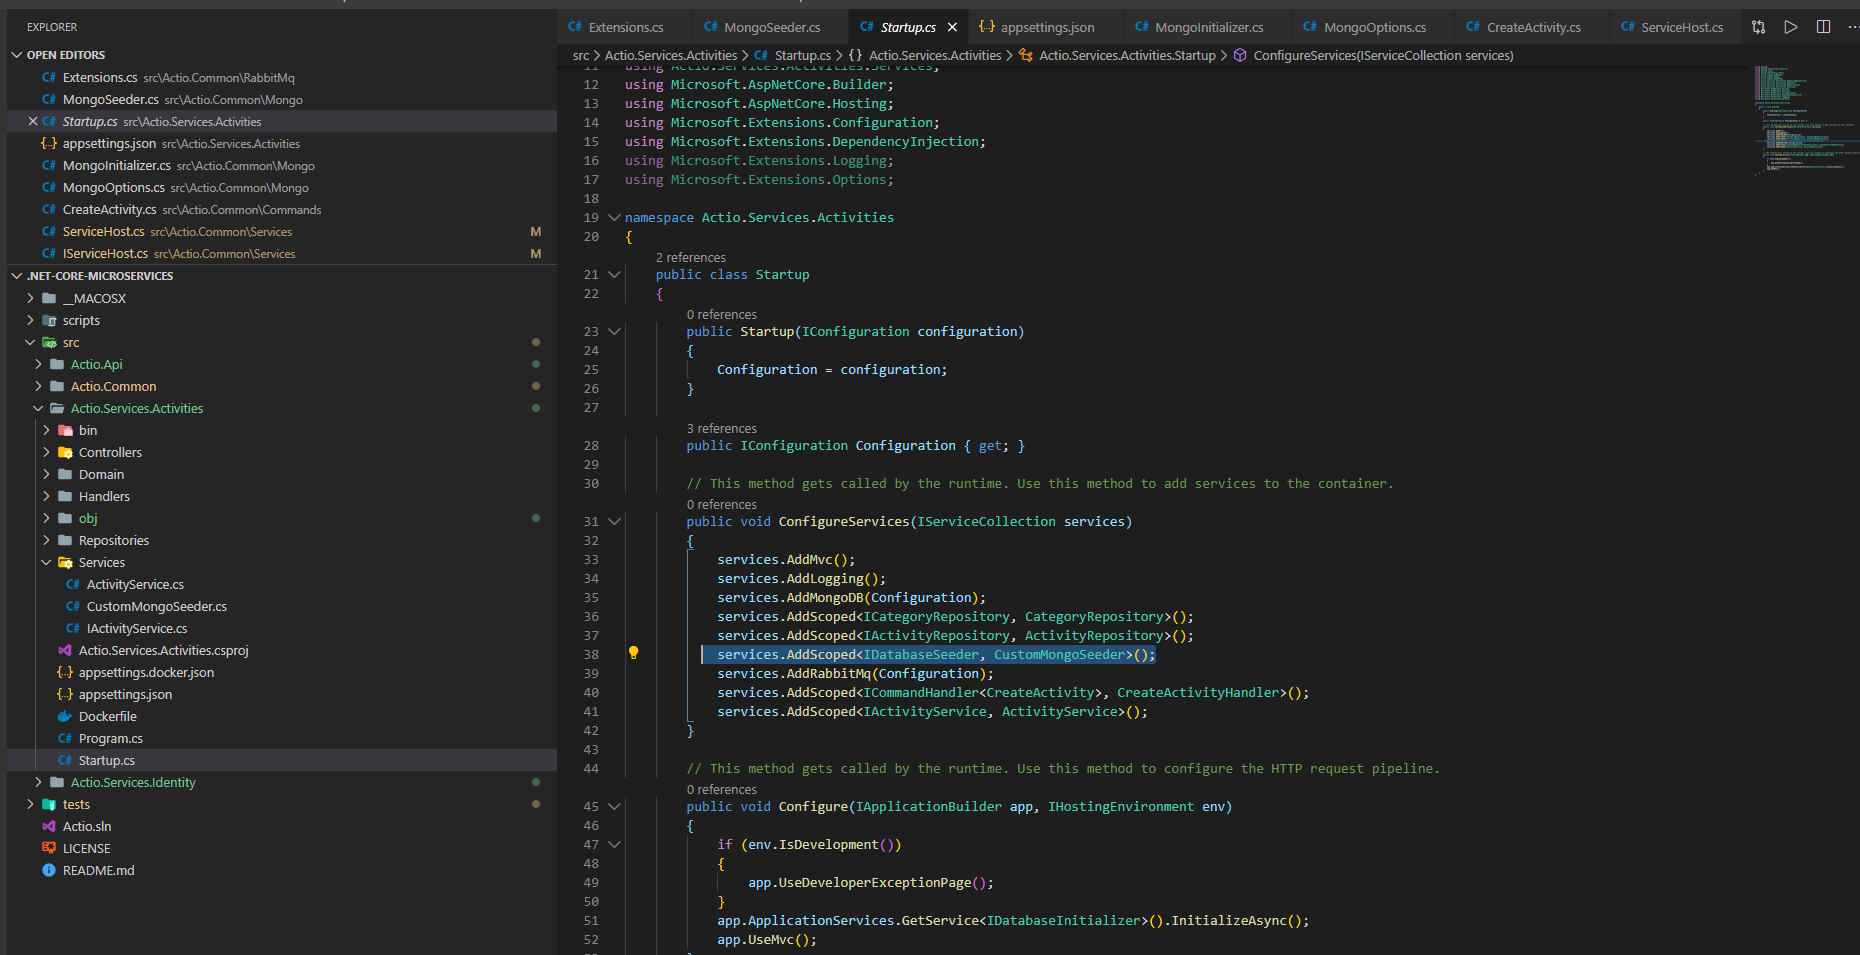 EXPLORER
OPEN EDITORS
C# Extensions.cs src\Actio.Common\RabbitMq
C# MongoSeeder.cs src\Actio.Common\Mongo
C# Startup.cs src\Actio.Services.Activities
{..} appsettings.json src\Actio.Services.Activities
C# MongoInitializer.cs src\Actio.Common\Mongo
C# MongoOptions.cs src\Actio.Common\Mongo
C# CreateActivity.cs src\Actio.Common\Commands
C# ServiceHost.cs src\Actio.Common\Services M
C# IServiceHost.cs src\Actio.Common\Services M
.NET-CORE-MICROSERVICES
__MACOSX
scripts
src
Actio.Api
Actio.Common
Actio.Services.Activities
bin
Controllers
Domain
Handlers
obj
Repositories
Services
C# ActivityService.cs
C# CustomMongoSeeder.cs
C# IActivityService.cs
Actio.Services.Activities.csproj
{..} appsettings.docker.json
{..} appsettings.json
Dockerfile
C# Program.cs
C# Startup.cs
Actio.Services.Identity
tests
Actio.sln
LICENSE
README.md
C# Extensions.cs C# MongoSeeder.cs C# Startup.cs {..} appsettings.json C# MongoInitializer.cs C# MongoOptions.cs C# CreateActivity.cs C# ServiceHost.cs
src > Actio.Services.Activities > C# Startup.cs > {} Actio.Services.Activities > Actio.Services.Activities.Startup > ConfigureServices(IServiceCollection services)
11 using Actio.Services.Activities.Services;
12 using Microsoft.AspNetCore.Builder;
13 using Microsoft.AspNetCore.Hosting;
14 using Microsoft.Extensions.Configuration;
15 using Microsoft.Extensions.DependencyInjection;
16 using Microsoft.Extensions.Logging;
17 using Microsoft.Extensions.Options;
18
19 namespace Actio.Services.Activities
20 {
2 references
21 public class Startup
22 {
0 references
23 public Startup(IConfiguration configuration)
24 {
25 Configuration = configuration;
26 }
27
3 references
28 public IConfiguration Configuration { get; }
29
30 // This method gets called by the runtime. Use this method to add services to the container.
0 references
31 public void ConfigureServices(IServiceCollection services)
32 {
33 services.AddMvc();
34 services.AddLogging();
35 services.AddMongoDB(Configuration);
36 services.AddScoped<ICategoryRepository, CategoryRepository>();
37 services.AddScoped<IActivityRepository, ActivityRepository>();
38 services.AddScoped<IDatabaseSeeder, CustomMongoSeeder>();
39 services.AddRabbitMq(Configuration);
40 services.AddScoped<ICommandHandler<CreateActivity>, CreateActivityHandler>();
41 services.AddScoped<IActivityService, ActivityService>();
42 }
43
44 // This method gets called by the runtime. Use this method to configure the HTTP request pipeline.
0 references
45 public void Configure(IApplicationBuilder app, IHostingEnvironment env)
46 {
47 if (env.IsDevelopment())
48 {
49 app.UseDeveloperExceptionPage();
50 }
51 app.ApplicationServices.GetService<IDatabaseInitializer>().InitializeAsync();
52 app.UseMvc();